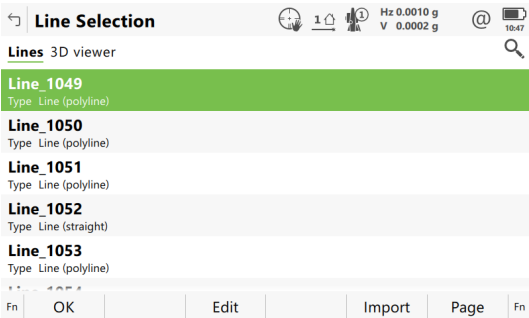 Line Selection
1
1
Hz 0.0010 g
V 0.0002 g
@
10:47
Lines 3D viewer
Line_1049
Type Line (polyline)
Line_1050
Type Line (polyline)
Line_1051
Type Line (polyline)
Line_1052
Type Line (straight)
Line_1053
Type Line (polyline)
Fn OK Edit Import Page Fn